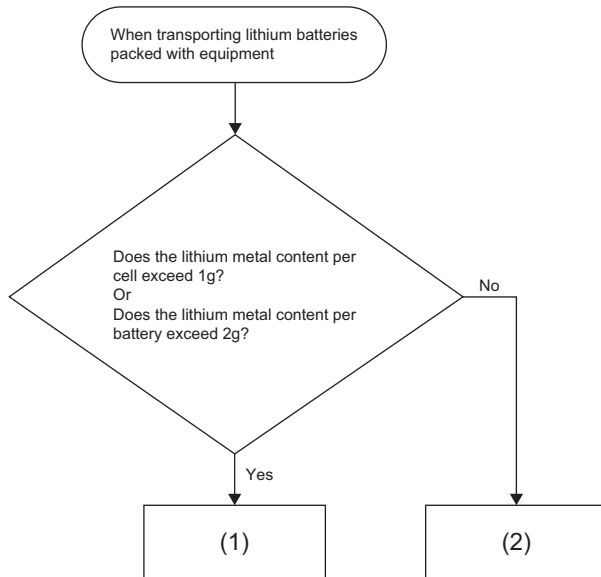 When transporting lithium batteries
packed with equipment
Does the lithium metal content per
cell exceed 1g?
Or
Does the lithium metal content per
battery exceed 2g?
No
Yes
(1)
(2)